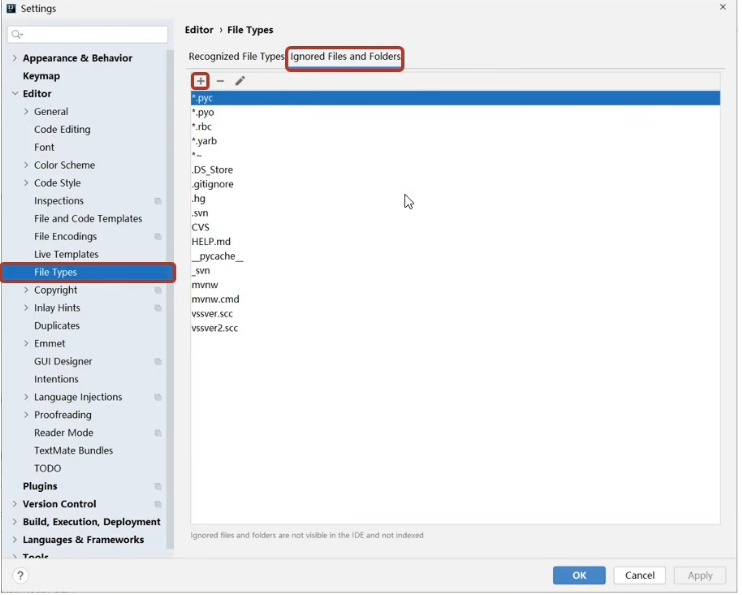 Settings
Appearance & Behavior
Keymap
Editor
General
Code Editing
Font
Color Scheme
Code Style
Inspections
File and Code Templates
File Encodings
Live Templates
File Types
Copyright
Inlay Hints
Duplicates
Emmet
GUI Designer
Intentions
Language Injections
Proofreading
Reader Mode
TextMate Bundles
TODO
Plugins
Version Control
Build, Execution, Deployment
Languages & Frameworks
Tools
Editor › File Types
Recognized File Types Ignored Files and Folders
*.pyc
*.pyo
*.rbc
*.yarb
*~
.DS_Store
.gitignore
.hg
.svn
CVS
HELP.md
__pycache__
_svn
mvnw
mvnw.cmd
vssver.scc
vssver2.scc
Ignored files and folders are not visible in the IDE and not indexed
?
OK Cancel Apply